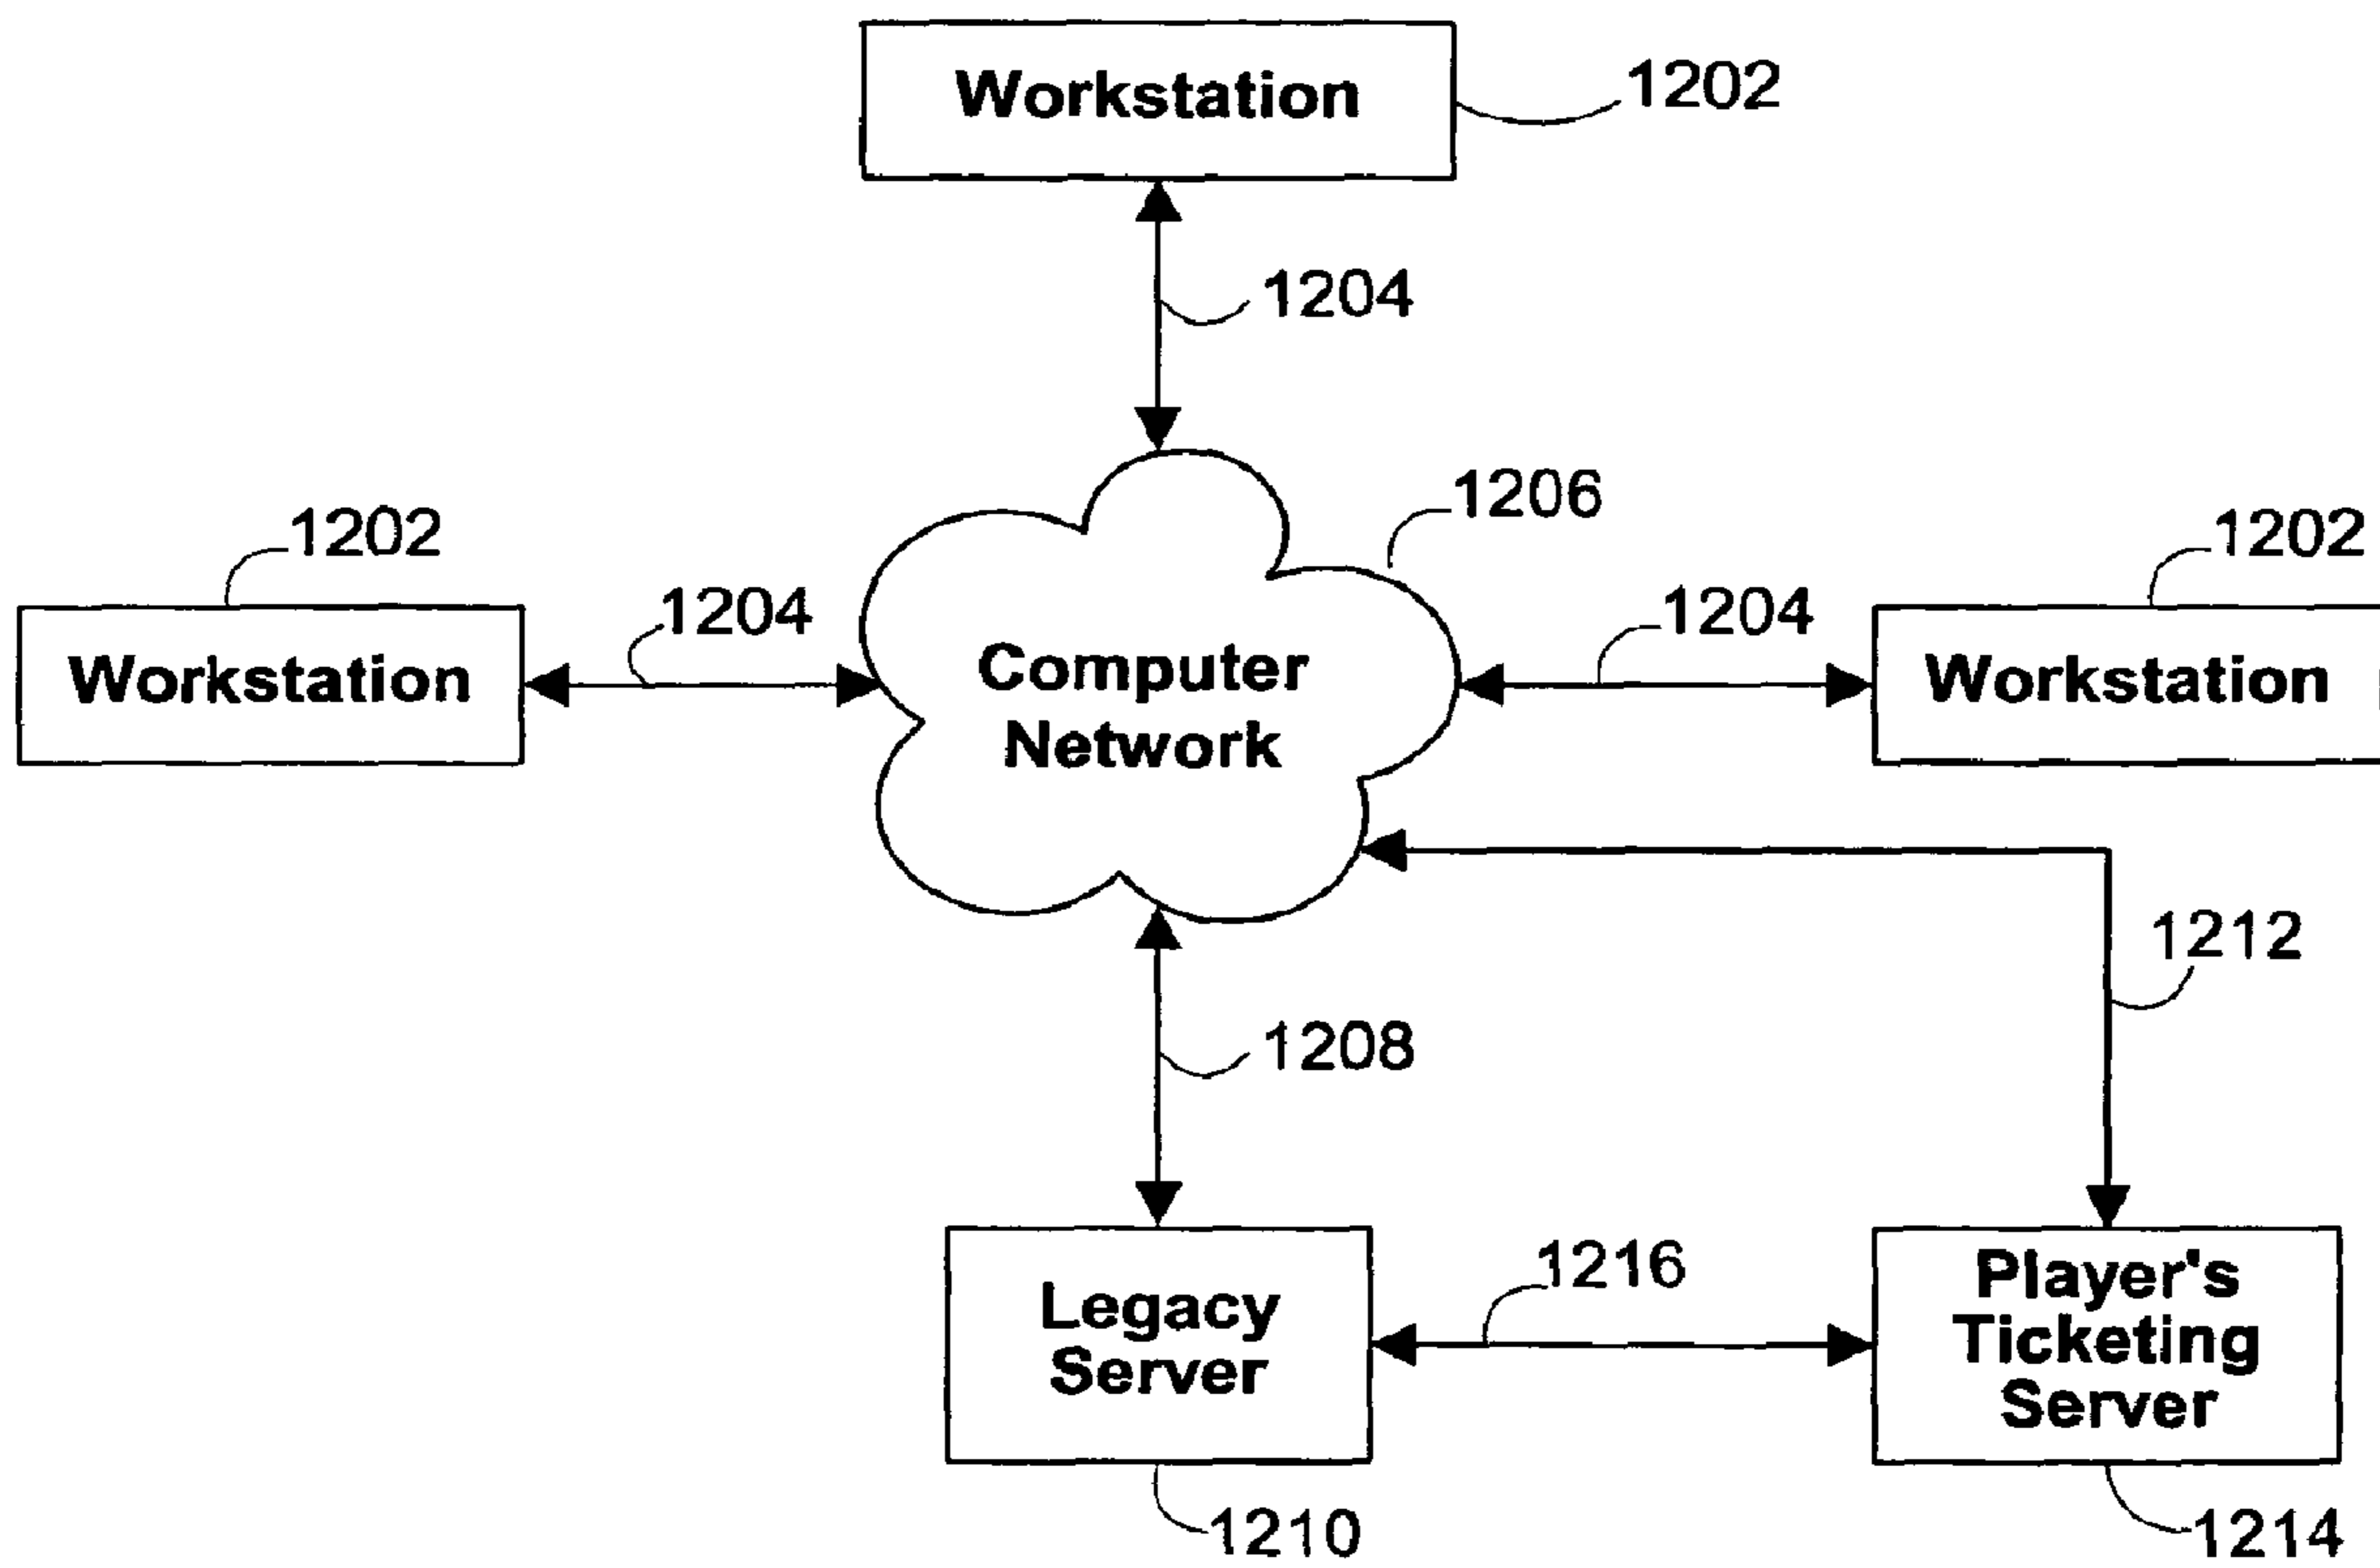 Workstation
1202
1204
1206
1202
1204
Workstation
Computer
Network
1204
1202
Workstation
1212
1208
Legacy
Server
1216
Player's
Ticketing
Server
1210
1214